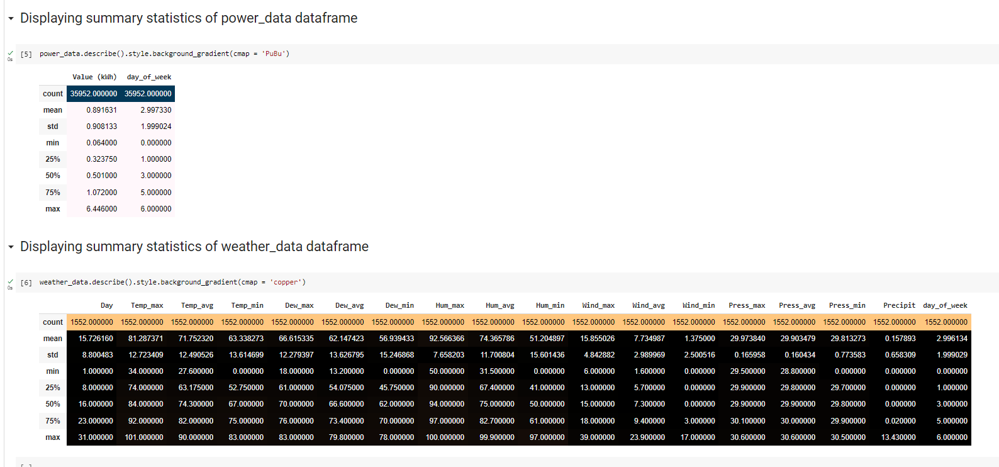 Displaying summary statistics of power_data dataframe
0s [5] power_data.describe().style.background_gradient(cmap = 'PuBu')
Value (kWh) day_of_week
count 35952.000000 35952.000000
mean 0.891631 2.997330
std 0.908133 1.999024
min 0.064000 0.000000
25% 0.323750 1.000000
50% 0.501000 3.000000
75% 1.072000 5.000000
max 6.446000 6.000000
Displaying summary statistics of weather_data dataframe
0s [6] weather_data.describe().style.background_gradient(cmap = 'copper')
Day Temp_max Temp_avg Temp_min Dew_max Dew_avg Dew_min Hum_max Hum_avg Hum_min Wind_max Wind_avg Wind_min Press_max Press_avg Press_min Precipit day_of_week
count 1552.000000 1552.000000 1552.000000 1552.000000 1552.000000 1552.000000 1552.000000 1552.000000 1552.000000 1552.000000 1552.000000 1552.000000 1552.000000 1552.000000 1552.000000 1552.000000 1552.000000 1552.000000
mean 15.726160 81.287371 71.752320 63.338273 66.615335 62.147423 56.939433 92.566366 74.365786 51.204897 15.855026 7.734987 1.375000 29.973840 29.903479 29.813273 0.157893 2.996134
std 8.800483 12.723409 12.490526 13.614699 12.279397 13.626795 15.246868 7.658203 11.700804 15.601436 4.842882 2.989969 2.500516 0.165958 0.160434 0.773583 0.658309 1.999029
min 1.000000 34.000000 27.600000 0.000000 18.000000 13.200000 0.000000 50.000000 31.500000 0.000000 6.000000 1.600000 0.000000 29.500000 28.800000 0.000000 0.000000 0.000000
25% 8.000000 74.000000 63.175000 52.750000 61.000000 54.075000 45.750000 90.000000 67.400000 41.000000 13.000000 5.700000 0.000000 29.900000 29.800000 29.700000 0.000000 1.000000
50% 16.000000 84.000000 74.300000 67.000000 70.000000 66.600000 62.000000 94.000000 75.000000 50.000000 15.000000 7.300000 0.000000 29.900000 29.900000 29.800000 0.000000 3.000000
75% 23.000000 92.000000 82.000000 75.000000 76.000000 73.400000 70.000000 97.000000 82.700000 61.000000 18.000000 9.400000 3.000000 30.100000 30.000000 29.900000 0.020000 5.000000
max 31.000000 101.000000 90.000000 83.000000 83.000000 79.800000 78.000000 100.000000 99.900000 97.000000 39.000000 23.900000 17.000000 30.600000 30.600000 30.500000 13.430000 6.000000